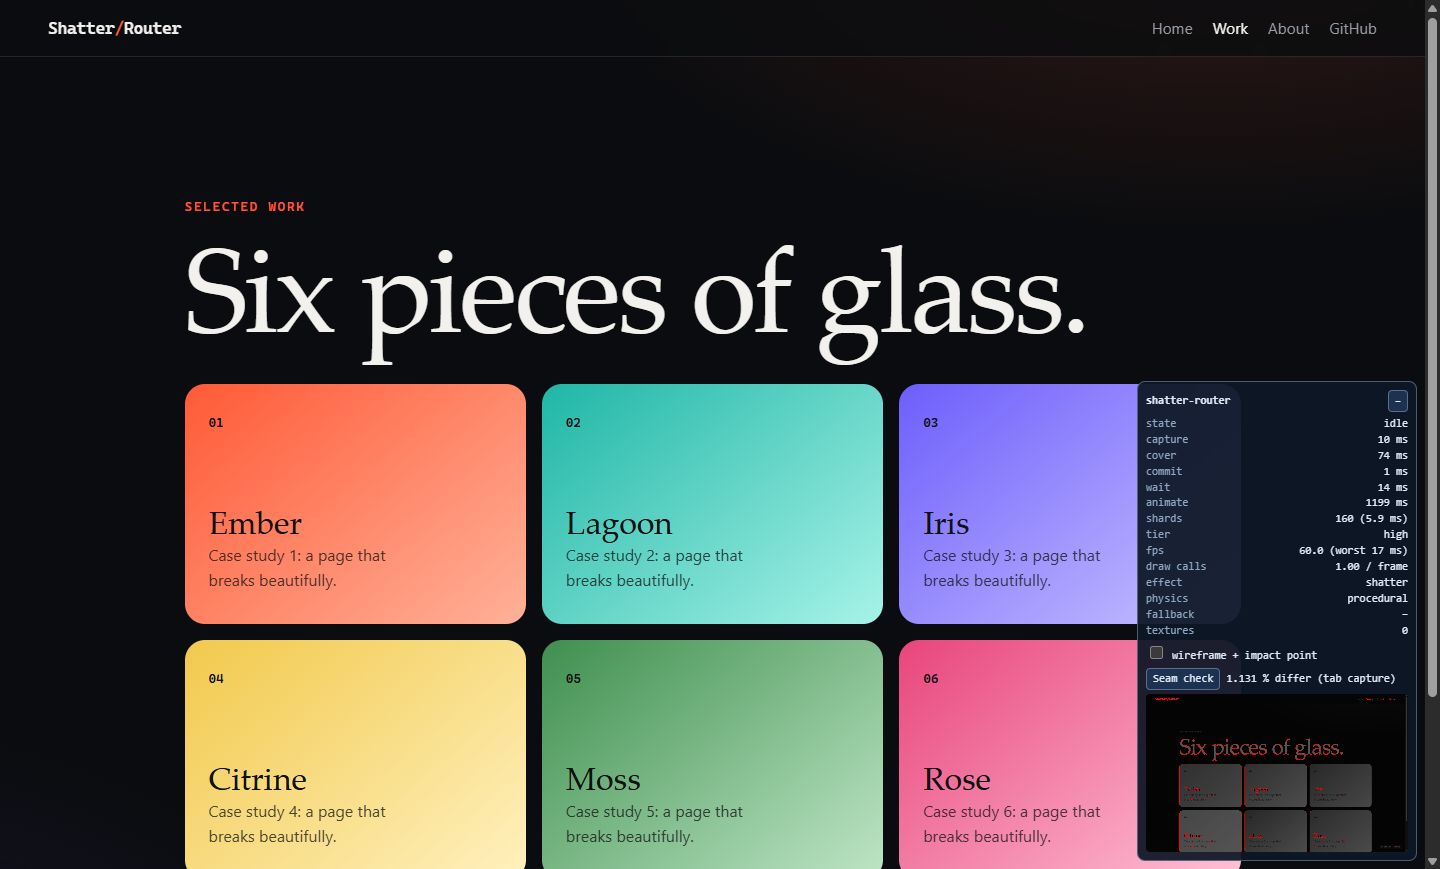 Shatter/Router
Home Work About GitHub
SELECTED WORK
Six pieces of glass.
01
Ember
Case study 1: a page that
breaks beautifully.
02
Lagoon
Case study 2: a page that
breaks beautifully.
03
Iris
Case study 3: a page that
breaks beautifully.
04
Citrine
Case study 4: a page that
breaks beautifully.
05
Moss
Case study 5: a page that
breaks beautifully.
06
Rose
Case study 6: a page that
breaks beautifully.
shatter-router –
state idle
capture 10 ms
cover 74 ms
commit 1 ms
wait 14 ms
animate 1199 ms
shards 160 (5.9 ms)
tier high
fps 60.0 (worst 17 ms)
draw calls 1.00 / frame
effect shatter
physics procedural
fallback –
textures 0
wireframe + impact point
Seam check 1.131 % differ (tab capture)
Six pieces of glass.